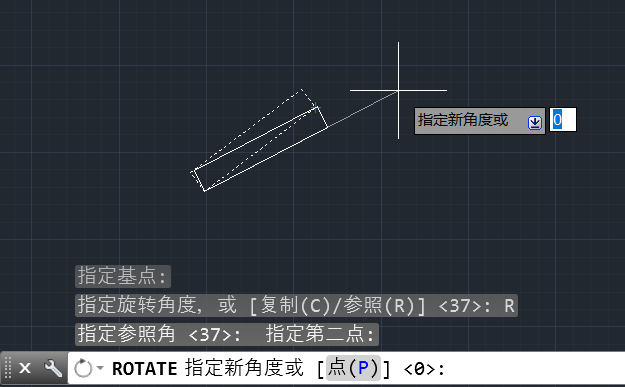 指定新角度或 0
指定基点:
指定旋转角度, 或 [复制(C)/参照(R)] <37>: R
指定参照角 <37>: 指定第二点:
ROTATE 指定新角度或 [点(P)] <0>: